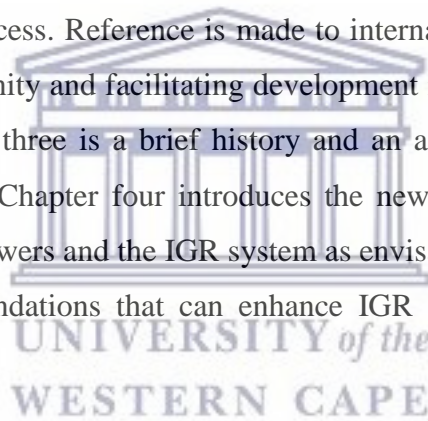 cess. Reference is made to interna
nity and facilitating development
three is a brief history and an a
Chapter four introduces the new
wers and the IGR system as envis
ndations that can enhance IGR
UNIVERSITY of the
WESTERN CAPE